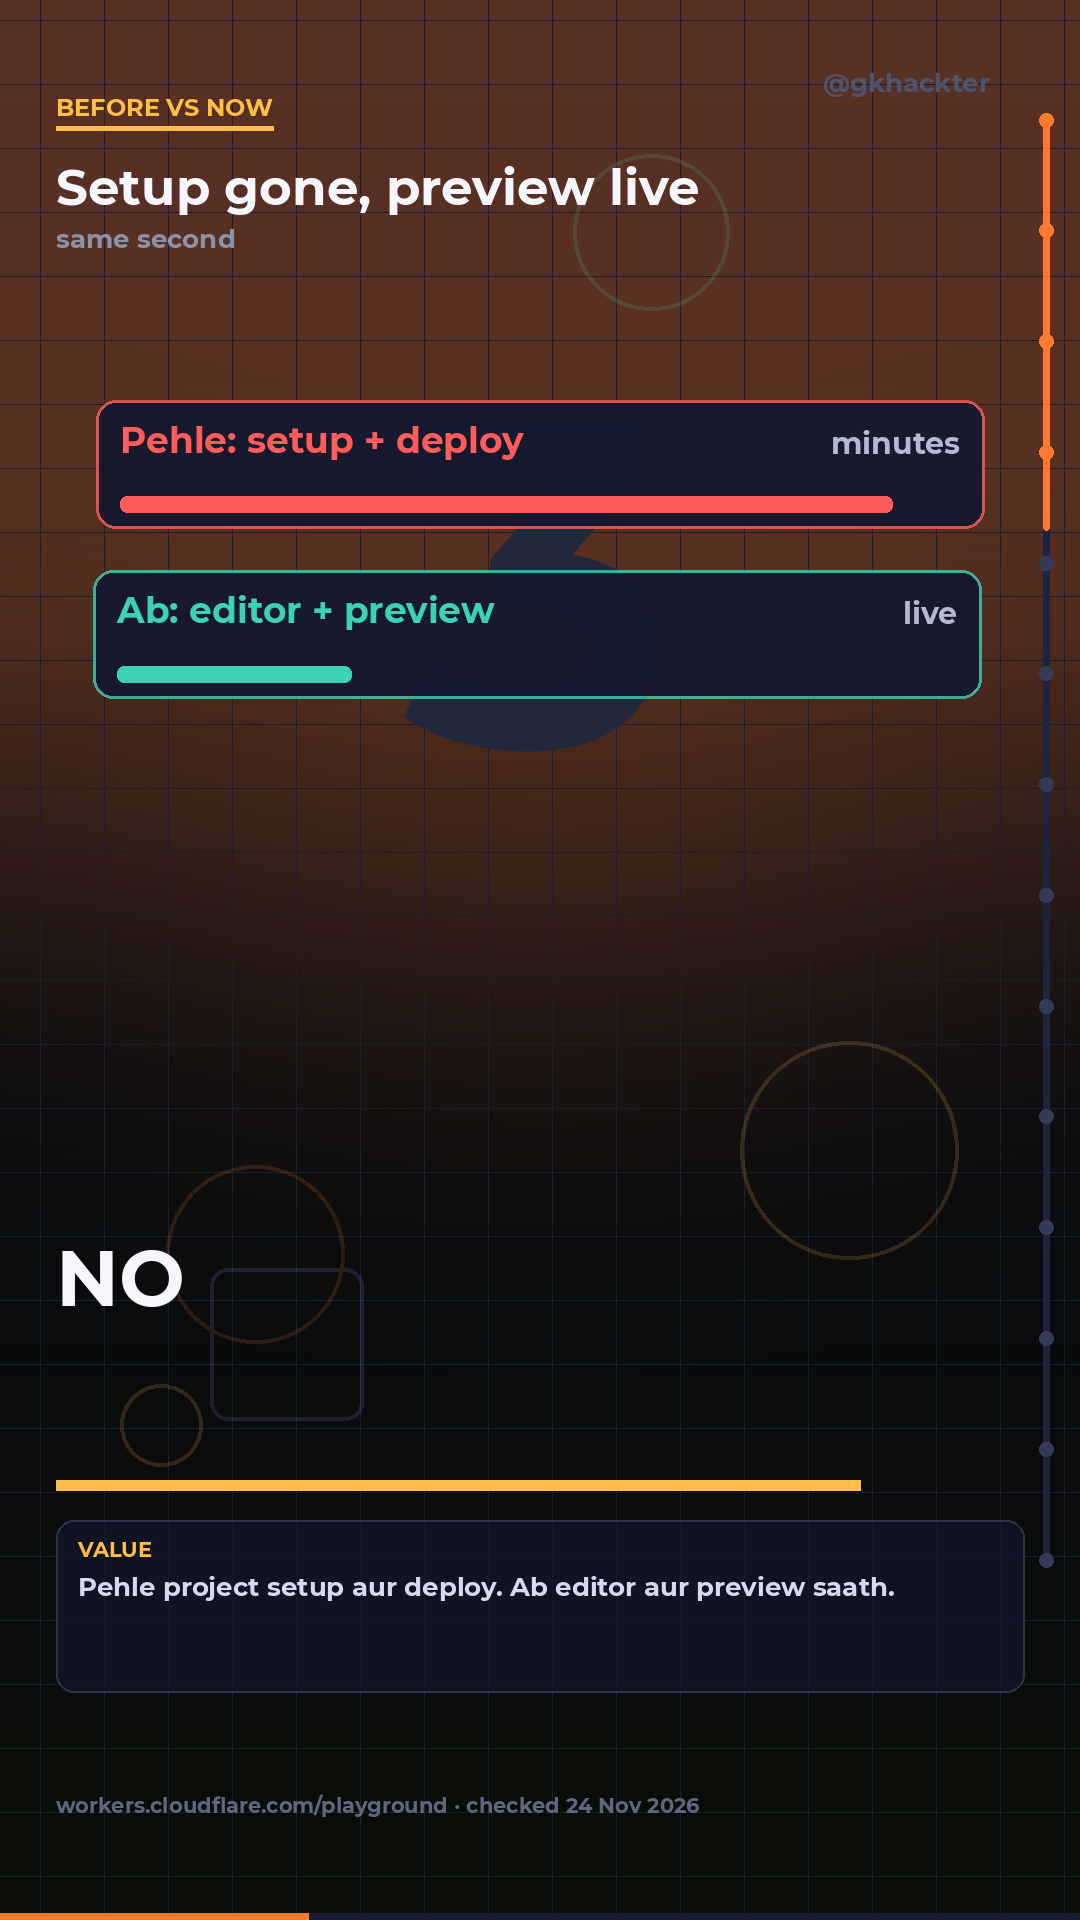 @gkhackter
BEFORE VS NOW
Setup gone, preview live
same second
Pehle: setup + deploy
minutes
3
Ab: editor + preview
live
NO
VALUE
Pehle project setup aur deploy. Ab editor aur preview saath.
workers.cloudflare.com/playground · checked 24 Nov 2026